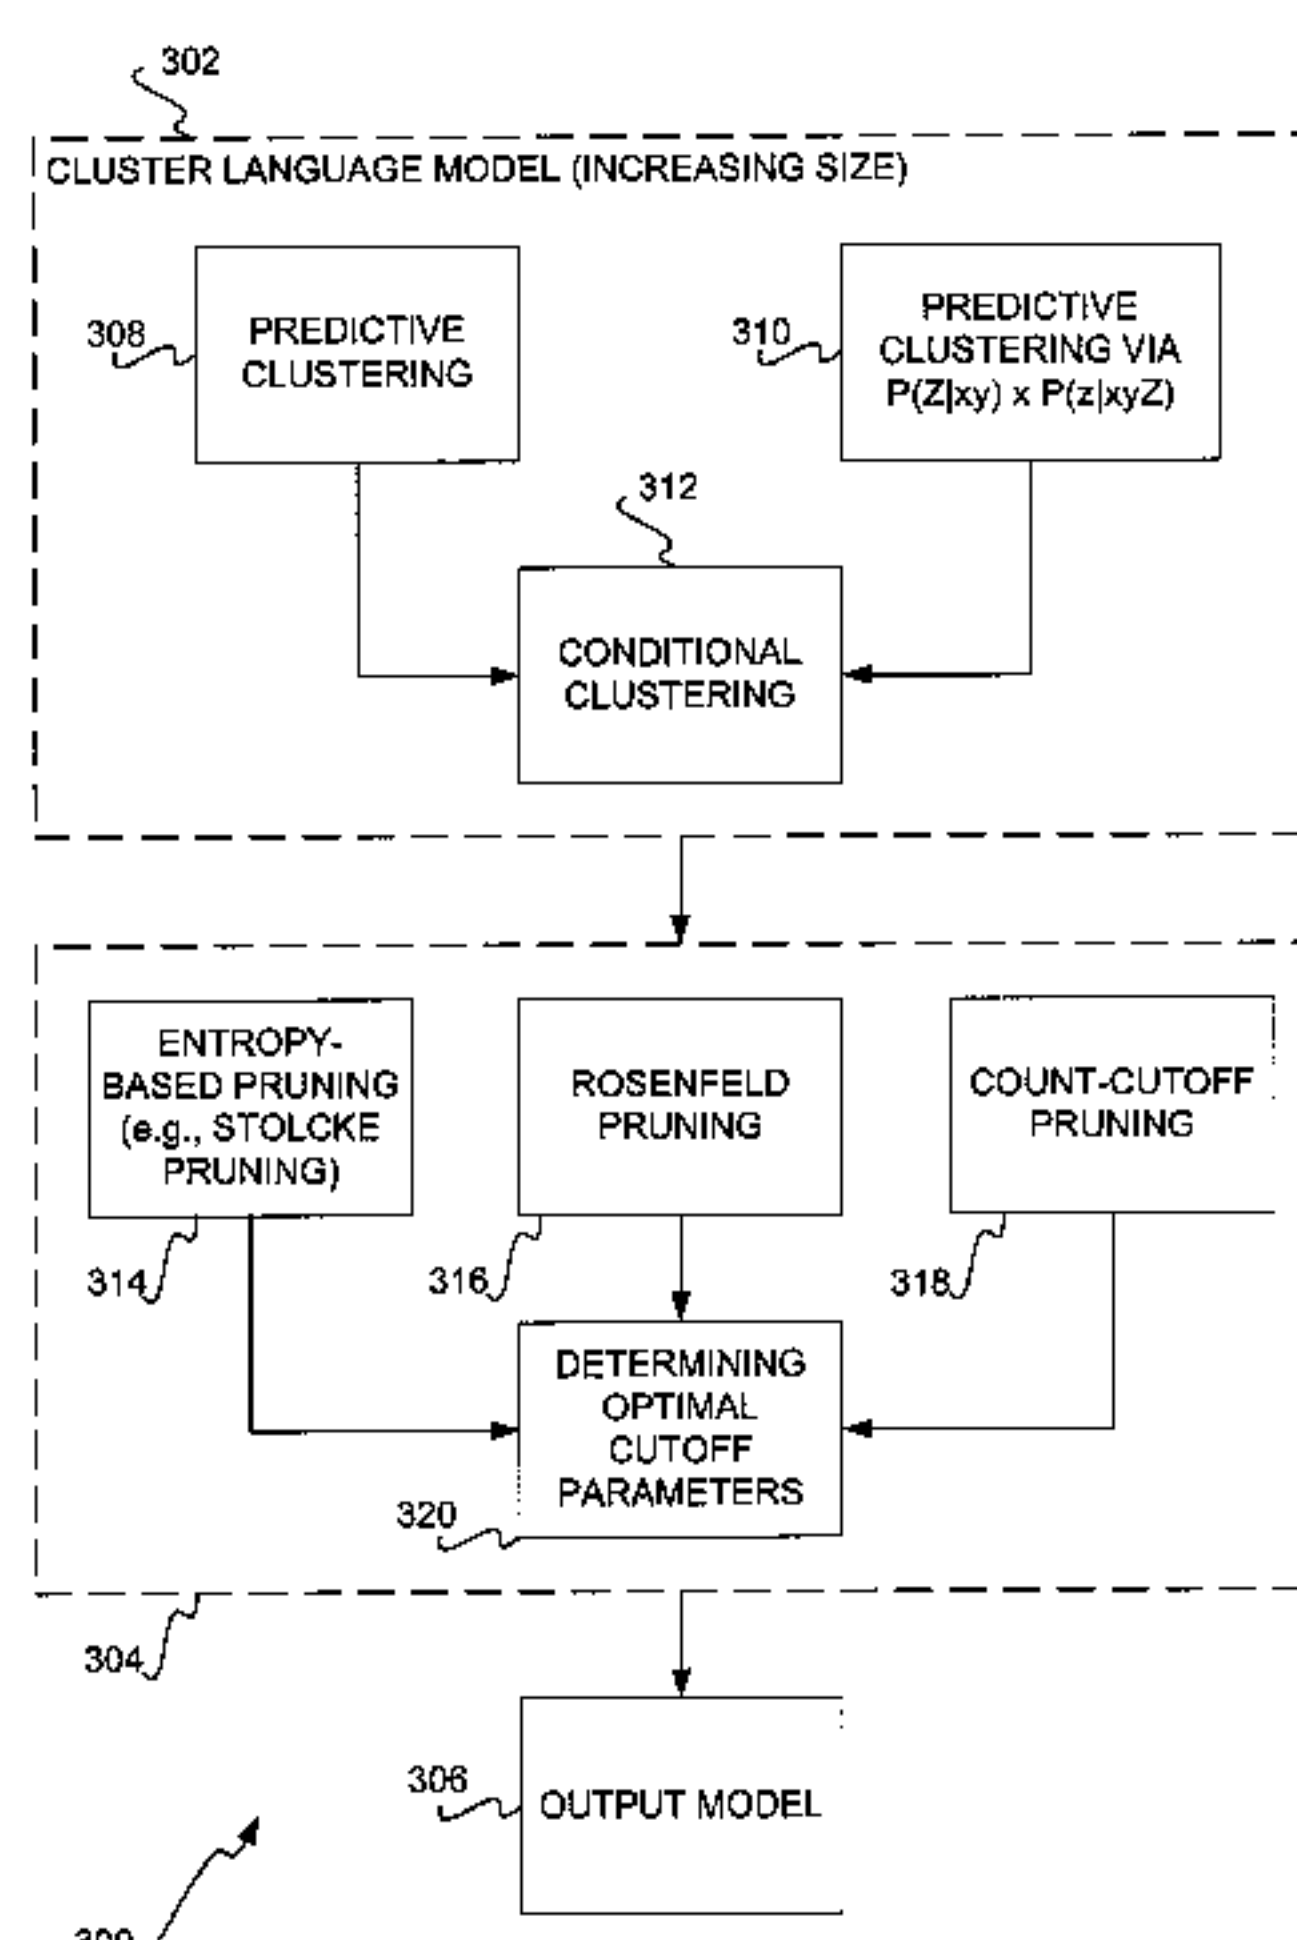 302
CLUSTER LANGUAGE MODEL (INCREASING SIZE)
308
PREDICTIVE
CLUSTERING
310
PREDICTIVE
CLUSTERING VIA
P(Z|xy) x P(z|xyZ)
312
CONDITIONAL
CLUSTERING
ENTROPY-
BASED PRUNING
(e.g., STOLCKE
PRUNING)
ROSENFELD
PRUNING
COUNT-CUTOFF
PRUNING
314
316
318
DETERMINING
OPTIMAL
CUTOFF
PARAMETERS
320
304
306
OUTPUT MODEL